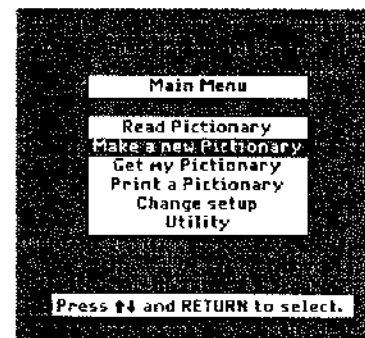 Main Menu
Read Pictionary
Make a new Pictionary
Get my Pictionary
Print a Pictionary
Change setup
Utility
Press ↑↓ and RETURN to select.